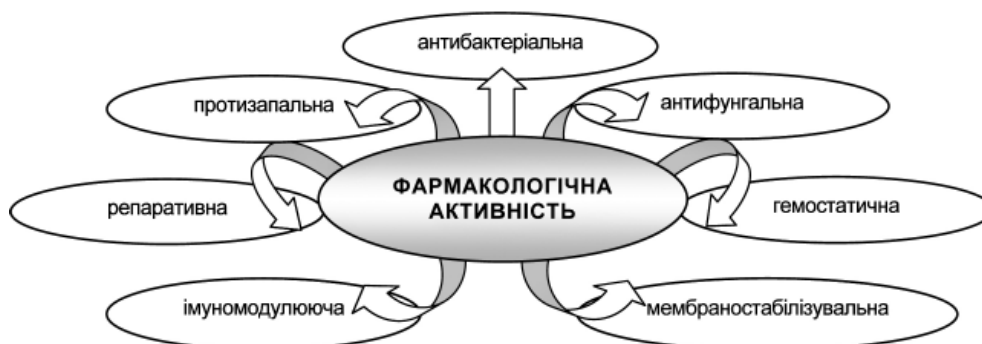 антибактеріальна
протизапальна
антифунгальна
ФАРМАКОЛОГІЧНА
АКТИВНІСТЬ
репаративна
гемостатична
імуномодулююча
мембраностабілізувальна